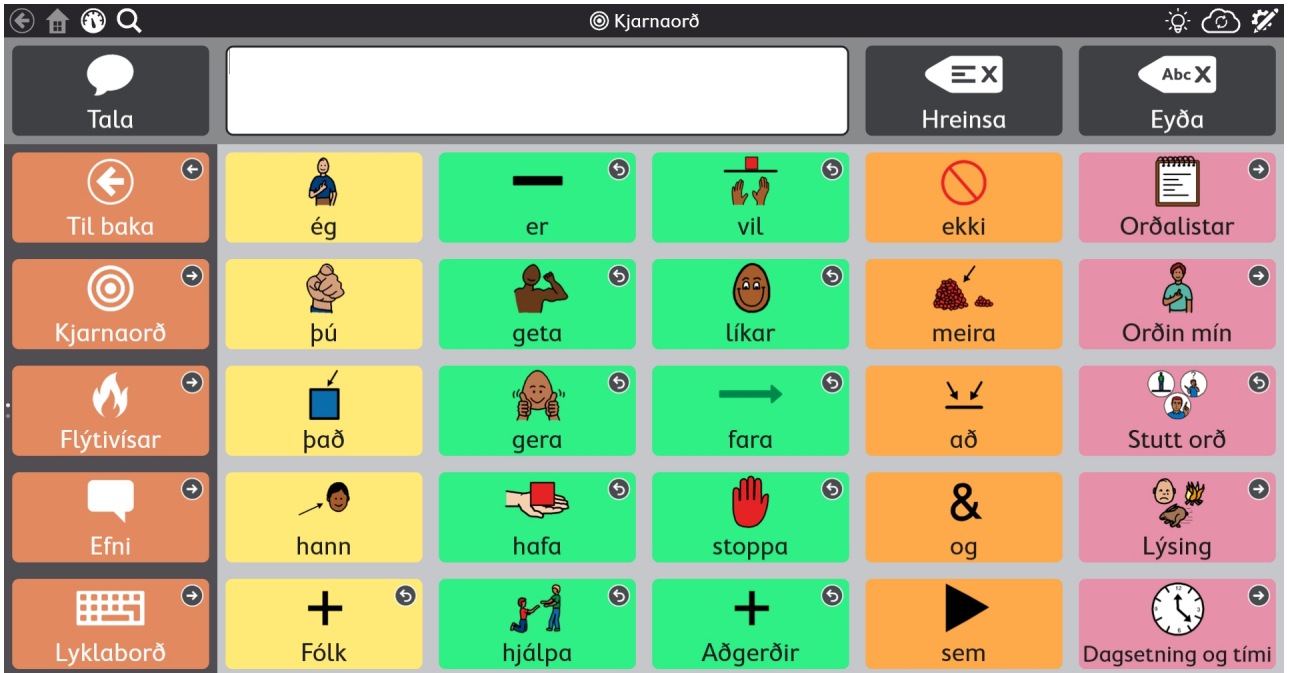 Kjarnaorð
Tala
Hreinsa
Abc X
Eyða
Til baka
ég
er
vil
ekki
Orðalistar
Kjarnaorð
þú
geta
líkar
meira
Orðin mín
Flýtivísar
það
gera
fara
að
Stutt orð
Efni
hann
hafa
stoppa
&
og
Lýsing
Lyklaborð
Fólk
hjálpa
Aðgerðir
sem
Dagsetning og tími